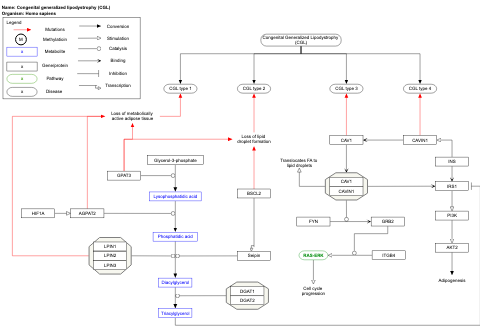 Name: Congenital generalized lipodystrophy (CGL)
Organism: Homo sapiens
Legend
Mutations
M
Methylation
a
Metabolite
a
Geneprotein
a
Pathway
a
Disease
Conversion
Stimulation
Catalysis
Binding
Inhibition
Transcription
Congenital Generalized Lipodystrophy
(CGL)
CGL type 1
CGL type 2
CGL type 3
CGL type 4
Loss of metabolically
active adipose tissue
Loss of lipid
droplet formation
CAV1
CAVIN1
Glycerol-3-phosphate
Translocates FA to
lipid droplets
INS
GPAT3
CAV1
CAVIN1
IRS1
Lysophosphatidic acid
BSCL2
HIF1A
AGPAT2
FYN
GRB2
PI3K
Phosphatidic acid
LPIN1
LPIN2
LPIN3
Seipin
RAS-ERK
ITGB4
AKT2
Diacylglycerol
Adipogenesis
DGAT1
DGAT2
Cell cycle
progression
Triacylglycerol